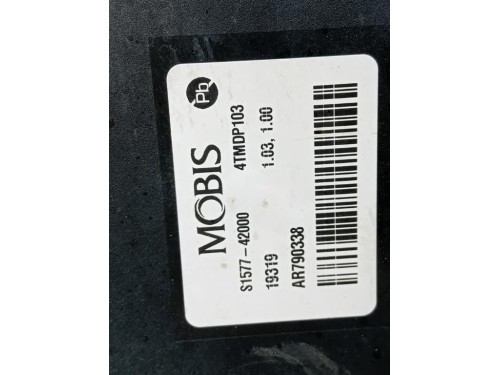 Pb
MOBIS
S1577-42000 4TMDP103
19319 1.03, 1.00
AR790338